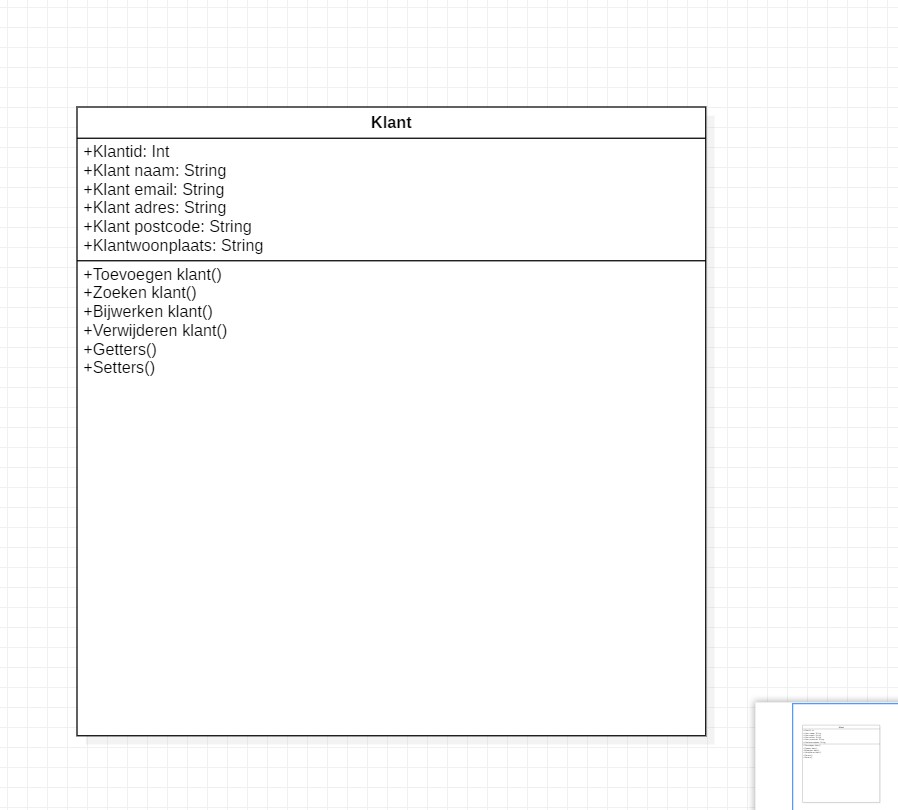 Klant
+Klantid: Int
+Klant naam: String
+Klant email: String
+Klant adres: String
+Klant postcode: String
+Klantwoonplaats: String
+Toevoegen klant()
+Zoeken klant()
+Bijwerken klant()
+Verwijderen klant()
+Getters()
+Setters()